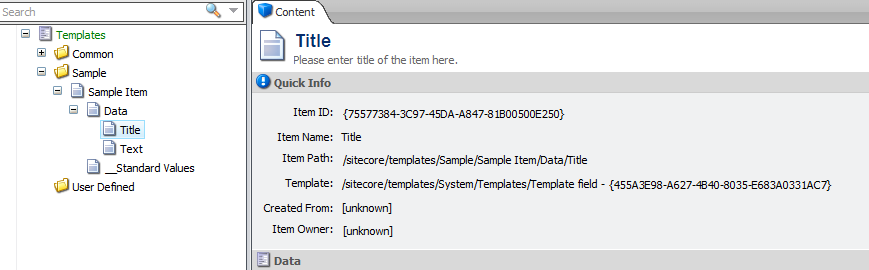 Search
Templates
Common
Sample
Sample Item
Data
Title
Text
__Standard Values
User Defined
Content
Title
Please enter title of the item here.
Quick Info
Item ID: {75577384-3C97-45DA-A847-81B00500E250}
Item Name: Title
Item Path: /sitecore/templates/Sample/Sample Item/Data/Title
Template: /sitecore/templates/System/Templates/Template field - {455A3E98-A627-4B40-8035-E683A0331AC7}
Created From: [unknown]
Item Owner: [unknown]
Data